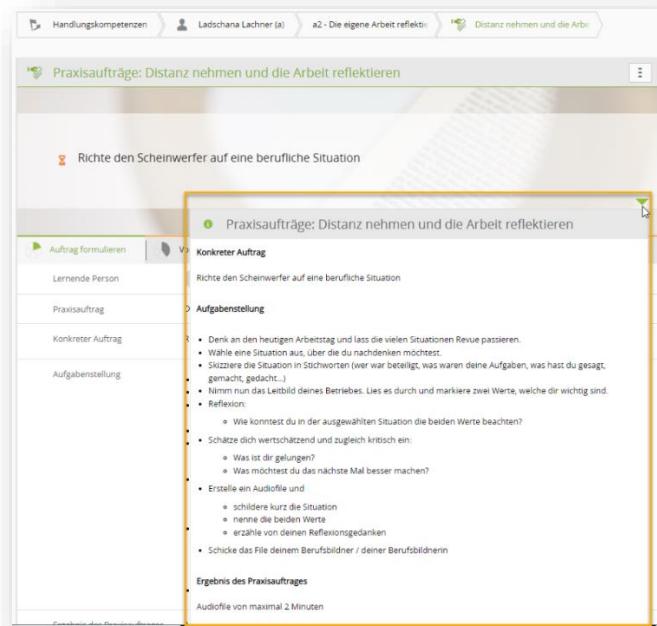 Handlungskompetenzen
Ladschana Lachner (a)
a2 - Die eigene Arbeit reflektie
Distanz nehmen und die Arbe
Praxisaufträge: Distanz nehmen und die Arbeit reflektieren
Richte den Scheinwerfer auf eine berufliche Situation
Auftrag formulieren
Lernende Person
Praxisauftrag
Konkreter Auftrag
Aufgabenstellung
Praxisaufträge: Distanz nehmen und die Arbeit reflektieren
Konkreter Auftrag
Richte den Scheinwerfer auf eine berufliche Situation
Aufgabenstellung
Denk an den heutigen Arbeitstag und lass die vielen Situationen Revue passieren.
Wähle eine Situation aus, über die du nachdenken möchtest.
Skizziere die Situation in Stichworten (wer war beteiligt, was waren deine Aufgaben, was hast du gesagt,
gemacht, gedacht...)
Nimm nun das Leitbild deines Betriebes. Lies es durch und markiere zwei Werte, welche dir wichtig sind.
Reflexion:
Wie konntest du in der ausgewählten Situation die beiden Werte beachten?
Schätze dich wertschätzend und zugleich kritisch ein:
Was ist dir gelungen?
Was möchtest du das nächste Mal besser machen?
Erstelle ein Audiofile und
schildere kurz die Situation
nenne die beiden Werte
erzähle von deinen Reflexionsgedanken
Schicke das File deinem Berufsbildner / deiner Berufsbildnerin
Ergebnis des Praxisauftrages
Audiofile von maximal 2 Minuten